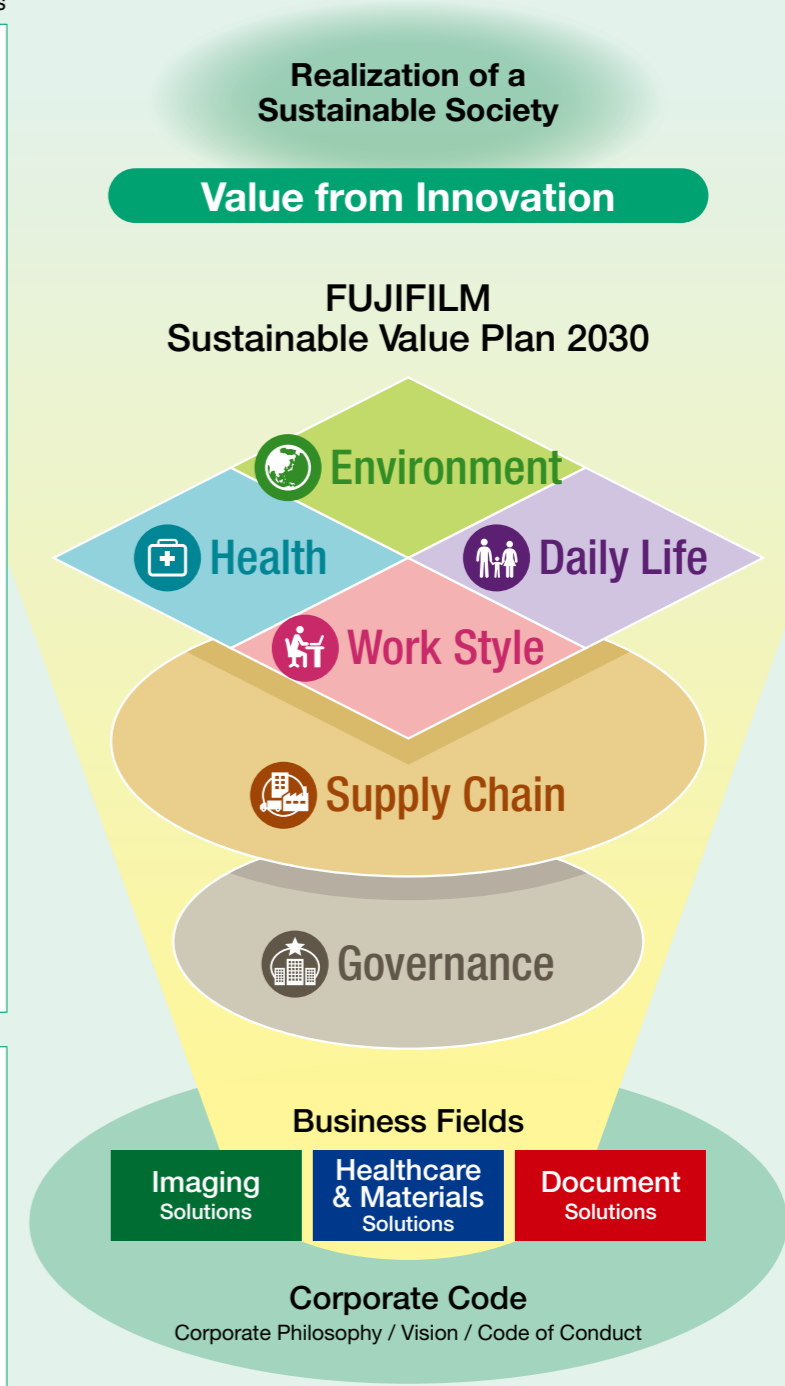 s
Realization of a
Sustainable Society
Value from Innovation
FUJIFILM
Sustainable Value Plan 2030
Environment
Health
Daily Life
Work Style
Supply Chain
Governance
Business Fields
Imaging
Solutions
Healthcare
& Materials
Solutions
Document
Solutions
Corporate Code
Corporate Philosophy / Vision / Code of Conduct